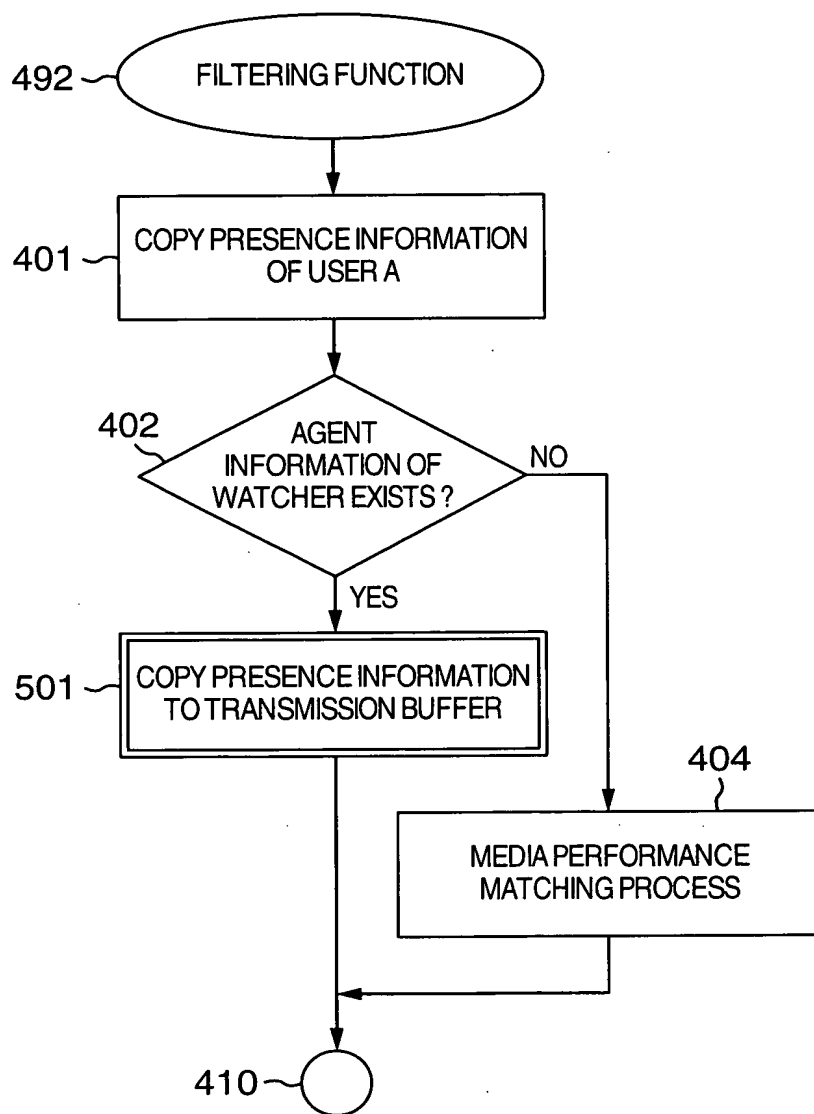 492
FILTERING FUNCTION
401
COPY PRESENCE INFORMATION
OF USER A
402
AGENT
INFORMATION OF
WATCHER EXISTS ?
NO
YES
501
COPY PRESENCE INFORMATION
TO TRANSMISSION BUFFER
404
MEDIA PERFORMANCE
MATCHING PROCESS
410